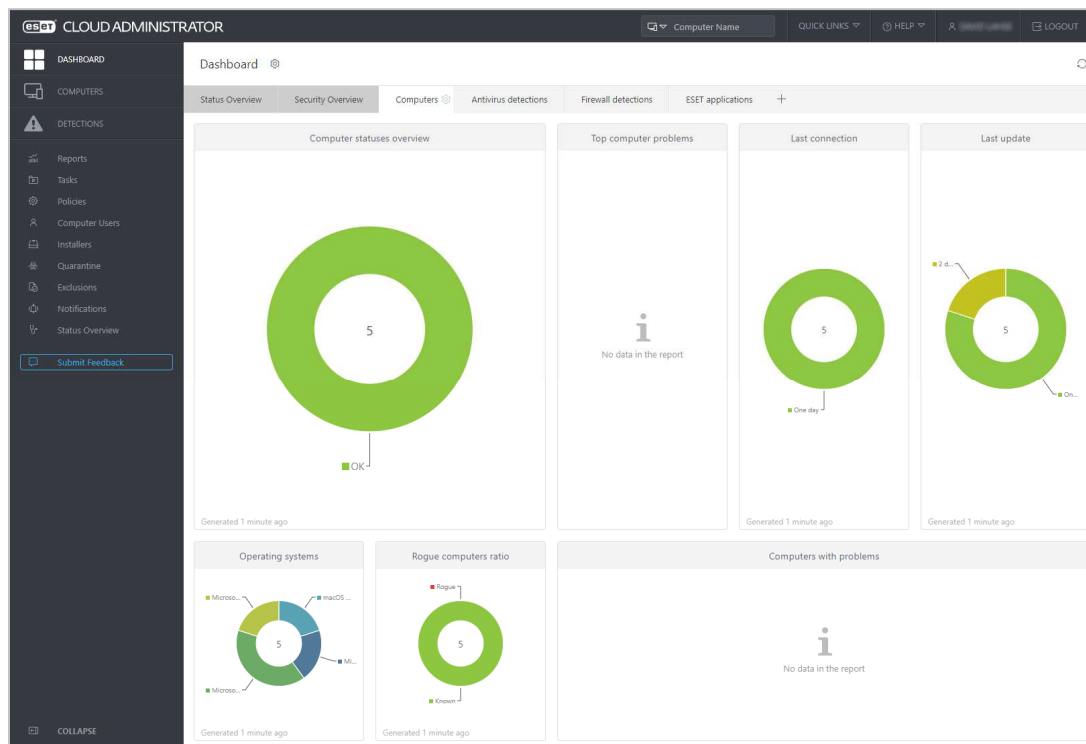 eset CLOUD ADMINISTRATOR
Computer Name
QUICK LINKS
HELP
LOGOUT
DASHBOARD
COMPUTERS
DETECTIONS
Reports
Tasks
Policies
Computer Users
Installers
Quarantine
Exclusions
Notifications
Status Overview
Submit Feedback
COLLAPSE
Dashboard
Status Overview
Security Overview
Computers
Antivirus detections
Firewall detections
ESET applications
Computer statuses overview
5
OK
Generated 1 minute ago
Top computer problems
No data in the report
Last connection
5
One day
Generated 1 minute ago
Last update
2 d...
5
On...
Generated 1 minute ago
Operating systems
Microso...
macOS ...
5
Mi...
Microso...
Generated 1 minute ago
Rogue computers ratio
Rogue
5
Known
Generated 1 minute ago
Computers with problems
No data in the report